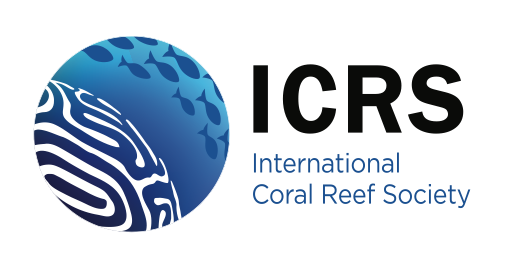 ICRS
International
Coral Reef Society